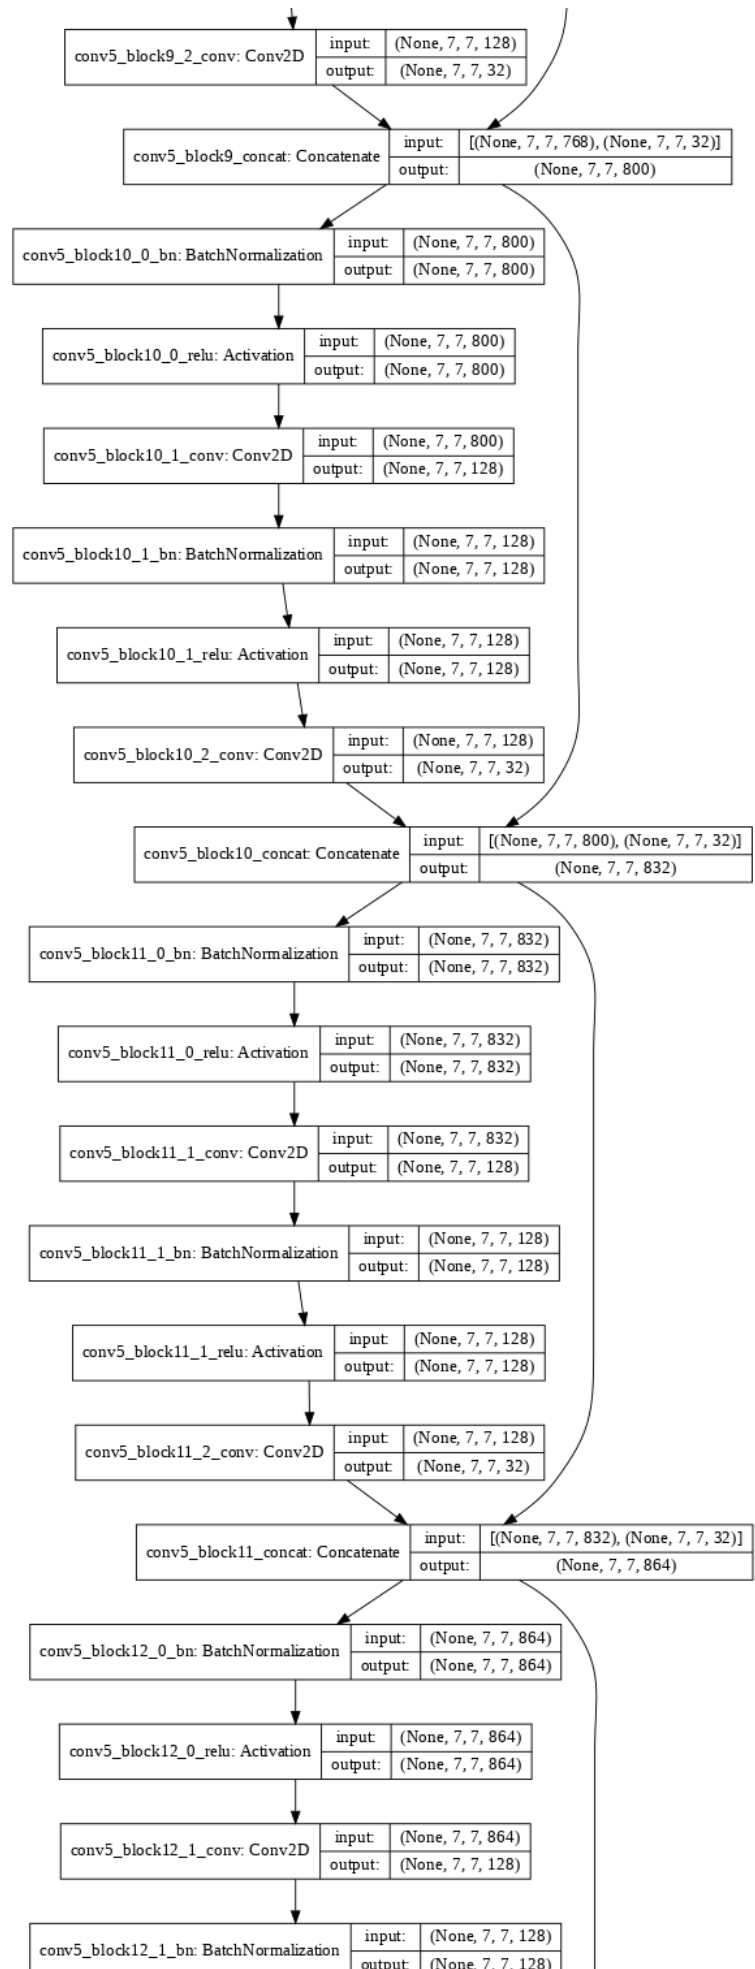 conv5_block9_2_conv: Conv2D
input: (None, 7, 7, 128)
output: (None, 7, 7, 32)
conv5_block9_concat: Concatenate
input: [(None, 7, 7, 768), (None, 7, 7, 32)]
output: (None, 7, 7, 800)
conv5_block10_0_bn: BatchNormalization
input: (None, 7, 7, 800)
output: (None, 7, 7, 800)
conv5_block10_0_relu: Activation
input: (None, 7, 7, 800)
output: (None, 7, 7, 800)
conv5_block10_1_conv: Conv2D
input: (None, 7, 7, 800)
output: (None, 7, 7, 128)
conv5_block10_1_bn: BatchNormalization
input: (None, 7, 7, 128)
output: (None, 7, 7, 128)
conv5_block10_1_relu: Activation
input: (None, 7, 7, 128)
output: (None, 7, 7, 128)
conv5_block10_2_conv: Conv2D
input: (None, 7, 7, 128)
output: (None, 7, 7, 32)
conv5_block10_concat: Concatenate
input: [(None, 7, 7, 800), (None, 7, 7, 32)]
output: (None, 7, 7, 832)
conv5_block11_0_bn: BatchNormalization
input: (None, 7, 7, 832)
output: (None, 7, 7, 832)
conv5_block11_0_relu: Activation
input: (None, 7, 7, 832)
output: (None, 7, 7, 832)
conv5_block11_1_conv: Conv2D
input: (None, 7, 7, 832)
output: (None, 7, 7, 128)
conv5_block11_1_bn: BatchNormalization
input: (None, 7, 7, 128)
output: (None, 7, 7, 128)
conv5_block11_1_relu: Activation
input: (None, 7, 7, 128)
output: (None, 7, 7, 128)
conv5_block11_2_conv: Conv2D
input: (None, 7, 7, 128)
output: (None, 7, 7, 32)
conv5_block11_concat: Concatenate
input: [(None, 7, 7, 832), (None, 7, 7, 32)]
output: (None, 7, 7, 864)
conv5_block12_0_bn: BatchNormalization
input: (None, 7, 7, 864)
output: (None, 7, 7, 864)
conv5_block12_0_relu: Activation
input: (None, 7, 7, 864)
output: (None, 7, 7, 864)
conv5_block12_1_conv: Conv2D
input: (None, 7, 7, 864)
output: (None, 7, 7, 128)
conv5_block12_1_bn: BatchNormalization
input: (None, 7, 7, 128)
output: (None, 7, 7, 128)